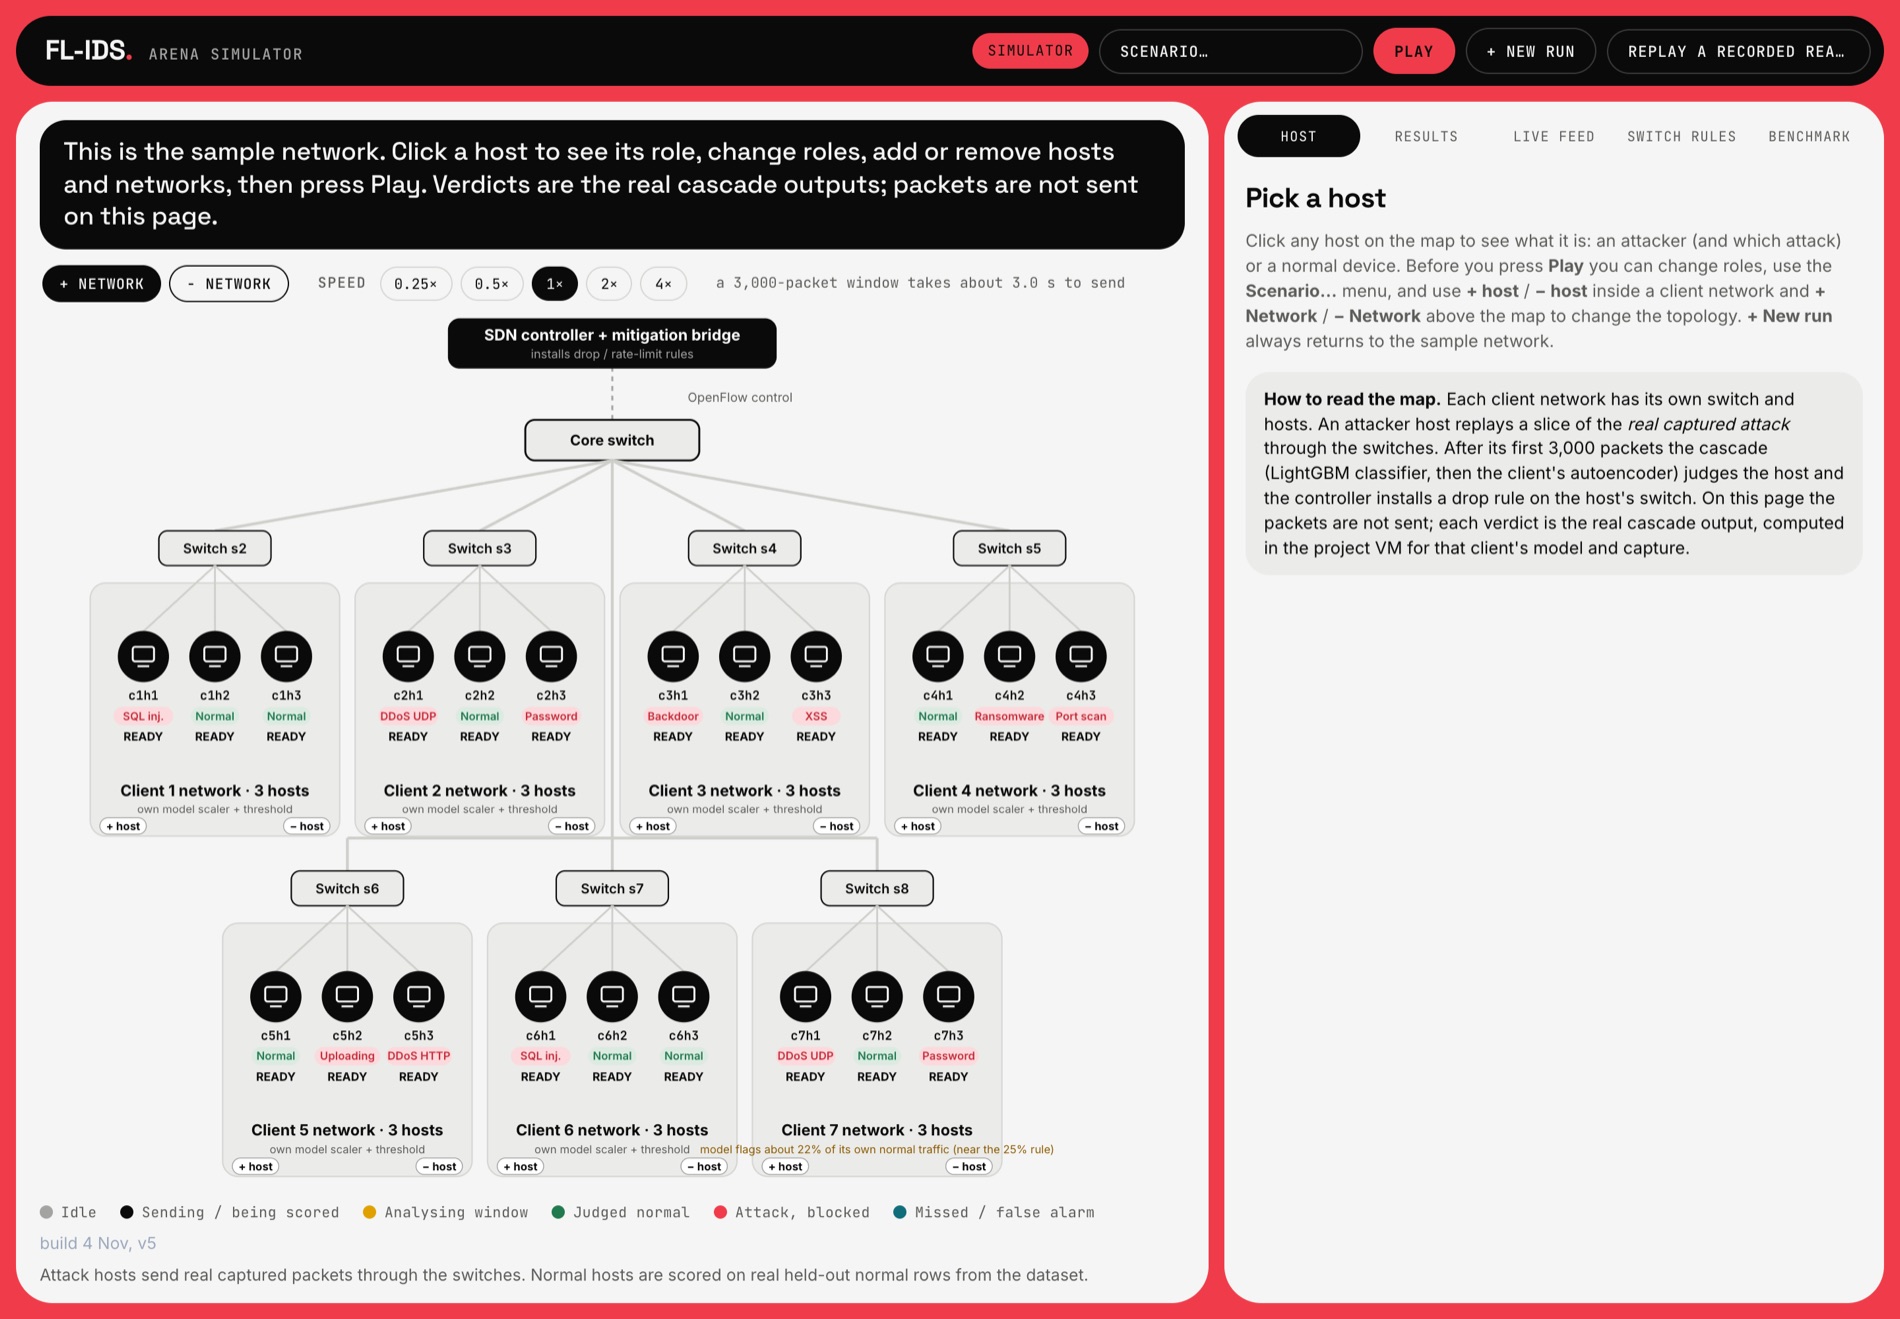 FL-IDS. ARENA SIMULATOR
SIMULATOR
SCENARIO…
PLAY
+ NEW RUN
REPLAY A RECORDED REA…
This is the sample network. Click a host to see its role, change roles, add or remove hosts
and networks, then press Play. Verdicts are the real cascade outputs; packets are not sent
on this page.
+ NETWORK
- NETWORK
SPEED
0.25×
0.5×
1×
2×
4×
a 3,000-packet window takes about 3.0 s to send
SDN controller + mitigation bridge
installs drop / rate-limit rules
OpenFlow control
Core switch
Switch s2
Switch s3
Switch s4
Switch s5
c1h1 c1h2 c1h3
SQL inj. Normal Normal
READY READY READY
Client 1 network · 3 hosts
own model scaler + threshold
+ host – host
c2h1 c2h2 c2h3
DDoS UDP Normal Password
READY READY READY
Client 2 network · 3 hosts
own model scaler + threshold
+ host – host
c3h1 c3h2 c3h3
Backdoor Normal XSS
READY READY READY
Client 3 network · 3 hosts
own model scaler + threshold
+ host – host
c4h1 c4h2 c4h3
Normal Ransomware Port scan
READY READY READY
Client 4 network · 3 hosts
own model scaler + threshold
+ host – host
Switch s6
Switch s7
Switch s8
c5h1 c5h2 c5h3
Normal Uploading DDoS HTTP
READY READY READY
Client 5 network · 3 hosts
own model scaler + threshold
+ host – host
c6h1 c6h2 c6h3
SQL inj. Normal Normal
READY READY READY
Client 6 network · 3 hosts
own model scaler + threshold
+ host – host
c7h1 c7h2 c7h3
DDoS UDP Normal Password
READY READY READY
Client 7 network · 3 hosts
model flags about 22% of its own normal traffic (near the 25% rule)
+ host – host
Idle
Sending / being scored
Analysing window
Judged normal
Attack, blocked
Missed / false alarm
build 4 Nov, v5
Attack hosts send real captured packets through the switches. Normal hosts are scored on real held-out normal rows from the dataset.
HOST
RESULTS
LIVE FEED
SWITCH RULES
BENCHMARK
Pick a host
Click any host on the map to see what it is: an attacker (and which attack)
or a normal device. Before you press Play you can change roles, use the
Scenario… menu, and use + host / – host inside a client network and +
Network / – Network above the map to change the topology. + New run
always returns to the sample network.
How to read the map. Each client network has its own switch and
hosts. An attacker host replays a slice of the real captured attack
through the switches. After its first 3,000 packets the cascade
(LightGBM classifier, then the client's autoencoder) judges the host and
the controller installs a drop rule on the host's switch. On this page the
packets are not sent; each verdict is the real cascade output, computed
in the project VM for that client's model and capture.